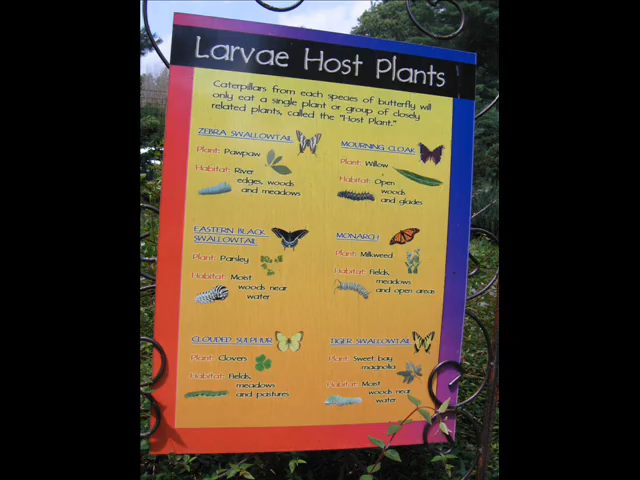 Larvae Host Plants
Caterpillars from each species of butterfly will
only eat a single plant or group of closely
related plants, called the "Host Plant."
ZEBRA SWALLOWTAIL
Plant: Pawpaw
Habitat: River
edges, woods
and meadows
MOURNING CLOAK
Plant: Willow
Habitat: Open
woods
and glades
EASTERN BLACK
SWALLOWTAIL
Plant: Parsley
Habitat: Moist
woods near
water
MONARCH
Plant: Milkweed
Habitat: Fields,
meadows
and open areas
CLOUDED SULPHUR
Plant: Clovers
Habitat: Fields,
meadows
and pastures
TIGER SWALLOWTAIL
Plant: Sweet bay
magnolia
Habitat: Moist
woods near
water